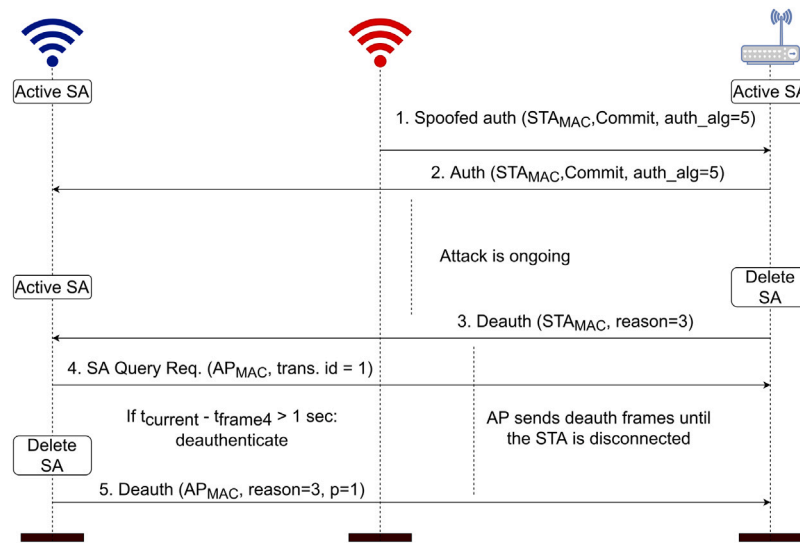 Active SA
Active SA
1. Spoofed auth (STAMAC,Commit, auth_alg=5)
2. Auth (STAMAC,Commit, auth_alg=5)
Attack is ongoing
Active SA
Delete
SA
3. Deauth (STAMAC, reason=3)
4. SA Query Req. (APMAC, trans. id = 1)
If tcurrent - tframe4 > 1 sec:
deauthenticate
AP sends deauth frames until
the STA is disconnected
Delete
SA
5. Deauth (APMAC, reason=3, p=1)